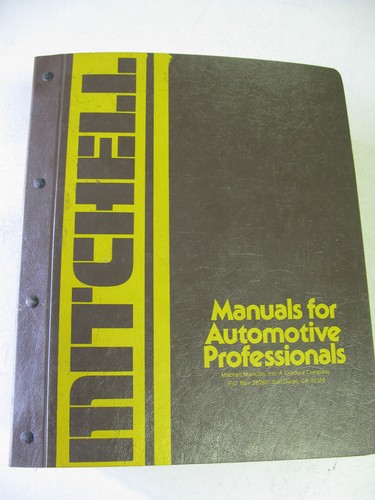 MITCHELL
Manuals for
Automotive
Professionals
Mitchell Manuals, Inc. A Cordura Company
P.O. Box 26260, San Diego, CA 92126